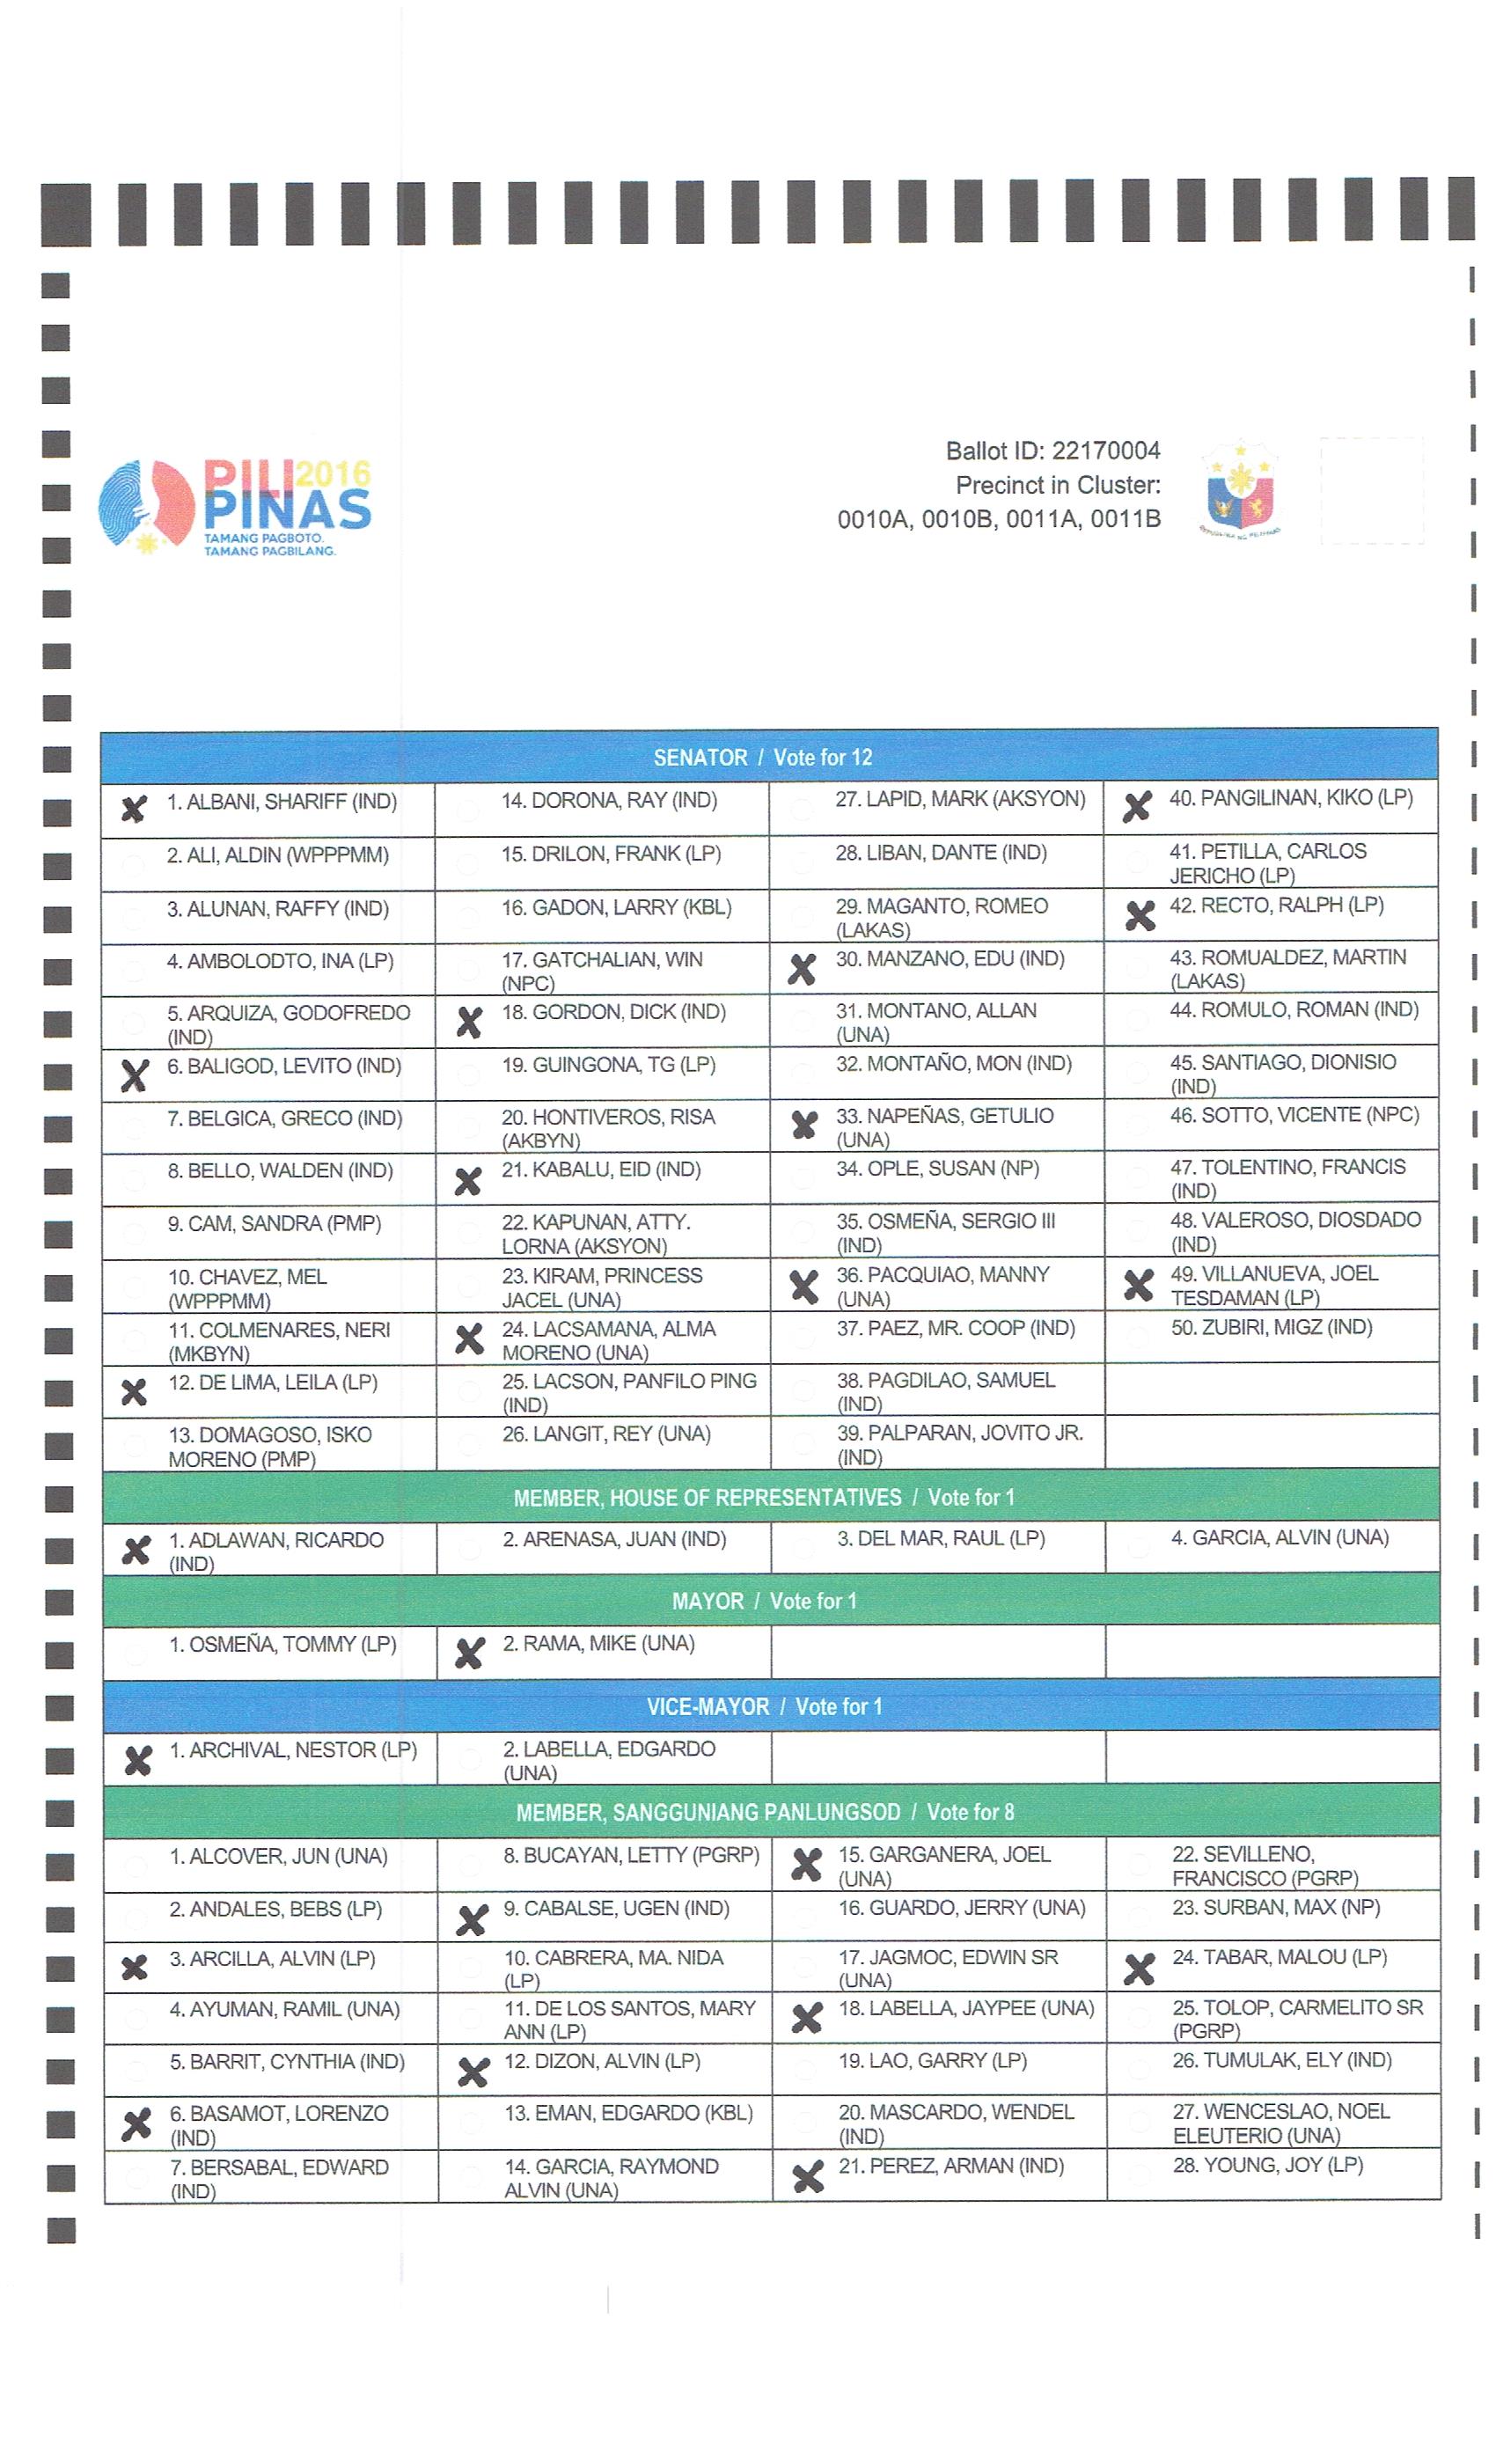 PILI2016
PINAS
TAMANG PAGBOTO.
TAMANG PAGBILANG.
Ballot ID: 22170004
Precinct in Cluster:
0010A, 0010B, 0011A, 0011B
REPUBLIKA NG PILIPINAS
SENATOR / Vote for 12
1. ALBANI, SHARIFF (IND)
2. ALI, ALDIN (WPPPMM)
3. ALUNAN, RAFFY (IND)
4. AMBOLODTO, INA (LP)
5. ARQUIZA, GODOFREDO
(IND)
6. BALIGOD, LEVITO (IND)
7. BELGICA, GRECO (IND)
8. BELLO, WALDEN (IND)
9. CAM, SANDRA (PMP)
10. CHAVEZ, MEL
(WPPPMM)
11. COLMENARES, NERI
(MKBYN)
12. DE LIMA, LEILA (LP)
13. DOMAGOSO, ISKO
MORENO (PMP)
14. DORONA, RAY (IND)
15. DRILON, FRANK (LP)
16. GADON, LARRY (KBL)
17. GATCHALIAN, WIN
(NPC)
18. GORDON, DICK (IND)
19. GUINGONA, TG (LP)
20. HONTIVEROS, RISA
(AKBYN)
21. KABALU, EID (IND)
22. KAPUNAN, ATTY.
LORNA (AKSYON)
23. KIRAM, PRINCESS
JACEL (UNA)
24. LACSAMANA, ALMA
MORENO (UNA)
25. LACSON, PANFILO PING
(IND)
26. LANGIT, REY (UNA)
27. LAPID, MARK (AKSYON)
28. LIBAN, DANTE (IND)
29. MAGANTO, ROMEO
(LAKAS)
30. MANZANO, EDU (IND)
31. MONTANO, ALLAN
(UNA)
32. MONTAÑO, MON (IND)
33. NAPEÑAS, GETULIO
(UNA)
34. OPLE, SUSAN (NP)
35. OSMEÑA, SERGIO III
(IND)
36. PACQUIAO, MANNY
(UNA)
37. PAEZ, MR. COOP (IND)
38. PAGDILAO, SAMUEL
(IND)
39. PALPARAN, JOVITO JR.
(IND)
40. PANGILINAN, KIKO (LP)
41. PETILLA, CARLOS
JERICHO (LP)
42. RECTO, RALPH (LP)
43. ROMUALDEZ, MARTIN
(LAKAS)
44. ROMULO, ROMAN (IND)
45. SANTIAGO, DIONISIO
(IND)
46. SOTTO, VICENTE (NPC)
47. TOLENTINO, FRANCIS
(IND)
48. VALEROSO, DIOSDADO
(IND)
49. VILLANUEVA, JOEL
TESDAMAN (LP)
50. ZUBIRI, MIGZ (IND)
MEMBER, HOUSE OF REPRESENTATIVES / Vote for 1
1. ADLAWAN, RICARDO
(IND)
2. ARENASA, JUAN (IND)
3. DEL MAR, RAUL (LP)
4. GARCIA, ALVIN (UNA)
MAYOR / Vote for 1
1. OSMEÑA, TOMMY (LP)
2. RAMA, MIKE (UNA)
VICE-MAYOR / Vote for 1
1. ARCHIVAL, NESTOR (LP)
2. LABELLA, EDGARDO
(UNA)
MEMBER, SANGGUNIANG PANLUNGSOD / Vote for 8
1. ALCOVER, JUN (UNA)
2. ANDALES, BEBS (LP)
3. ARCILLA, ALVIN (LP)
4. AYUMAN, RAMIL (UNA)
5. BARRIT, CYNTHIA (IND)
6. BASAMOT, LORENZO
(IND)
7. BERSABAL, EDWARD
(IND)
8. BUCAYAN, LETTY (PGRP)
9. CABALSE, UGEN (IND)
10. CABRERA, MA. NIDA
(LP)
11. DE LOS SANTOS, MARY
ANN (LP)
12. DIZON, ALVIN (LP)
13. EMAN, EDGARDO (KBL)
14. GARCIA, RAYMOND
ALVIN (UNA)
15. GARGANERA, JOEL
(UNA)
16. GUARDO, JERRY (UNA)
17. JAGMOC, EDWIN SR
(UNA)
18. LABELLA, JAYPEE (UNA)
19. LAO, GARRY (LP)
20. MASCARDO, WENDEL
(IND)
21. PEREZ, ARMAN (IND)
22. SEVILLENO,
FRANCISCO (PGRP)
23. SURBAN, MAX (NP)
24. TABAR, MALOU (LP)
25. TOLOP, CARMELITO SR
(PGRP)
26. TUMULAK, ELY (IND)
27. WENCESLAO, NOEL
ELEUTERIO (UNA)
28. YOUNG, JOY (LP)